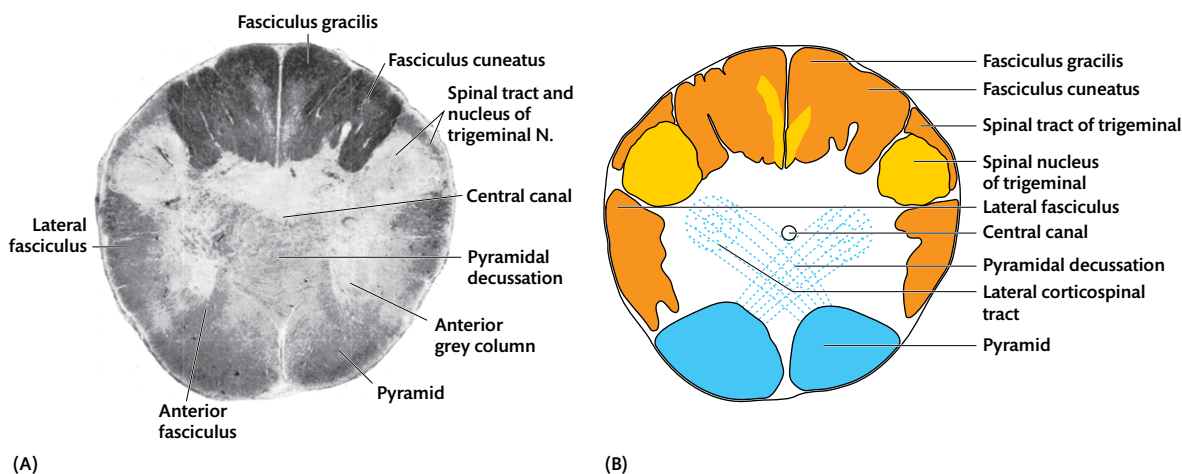 Fasciculus gracilis
Fasciculus cuneatus
Spinal tract and
nucleus of
trigeminal N.
Central canal
Lateral
fasciculus
Pyramidal
decussation
Anterior
grey column
Pyramid
Anterior
fasciculus
(A)
Fasciculus gracilis
Fasciculus cuneatus
Spinal tract of trigeminal
Spinal nucleus
of trigeminal
Lateral fasciculus
Central canal
Pyramidal decussation
Lateral corticospinal
tract
Pyramid
(B)